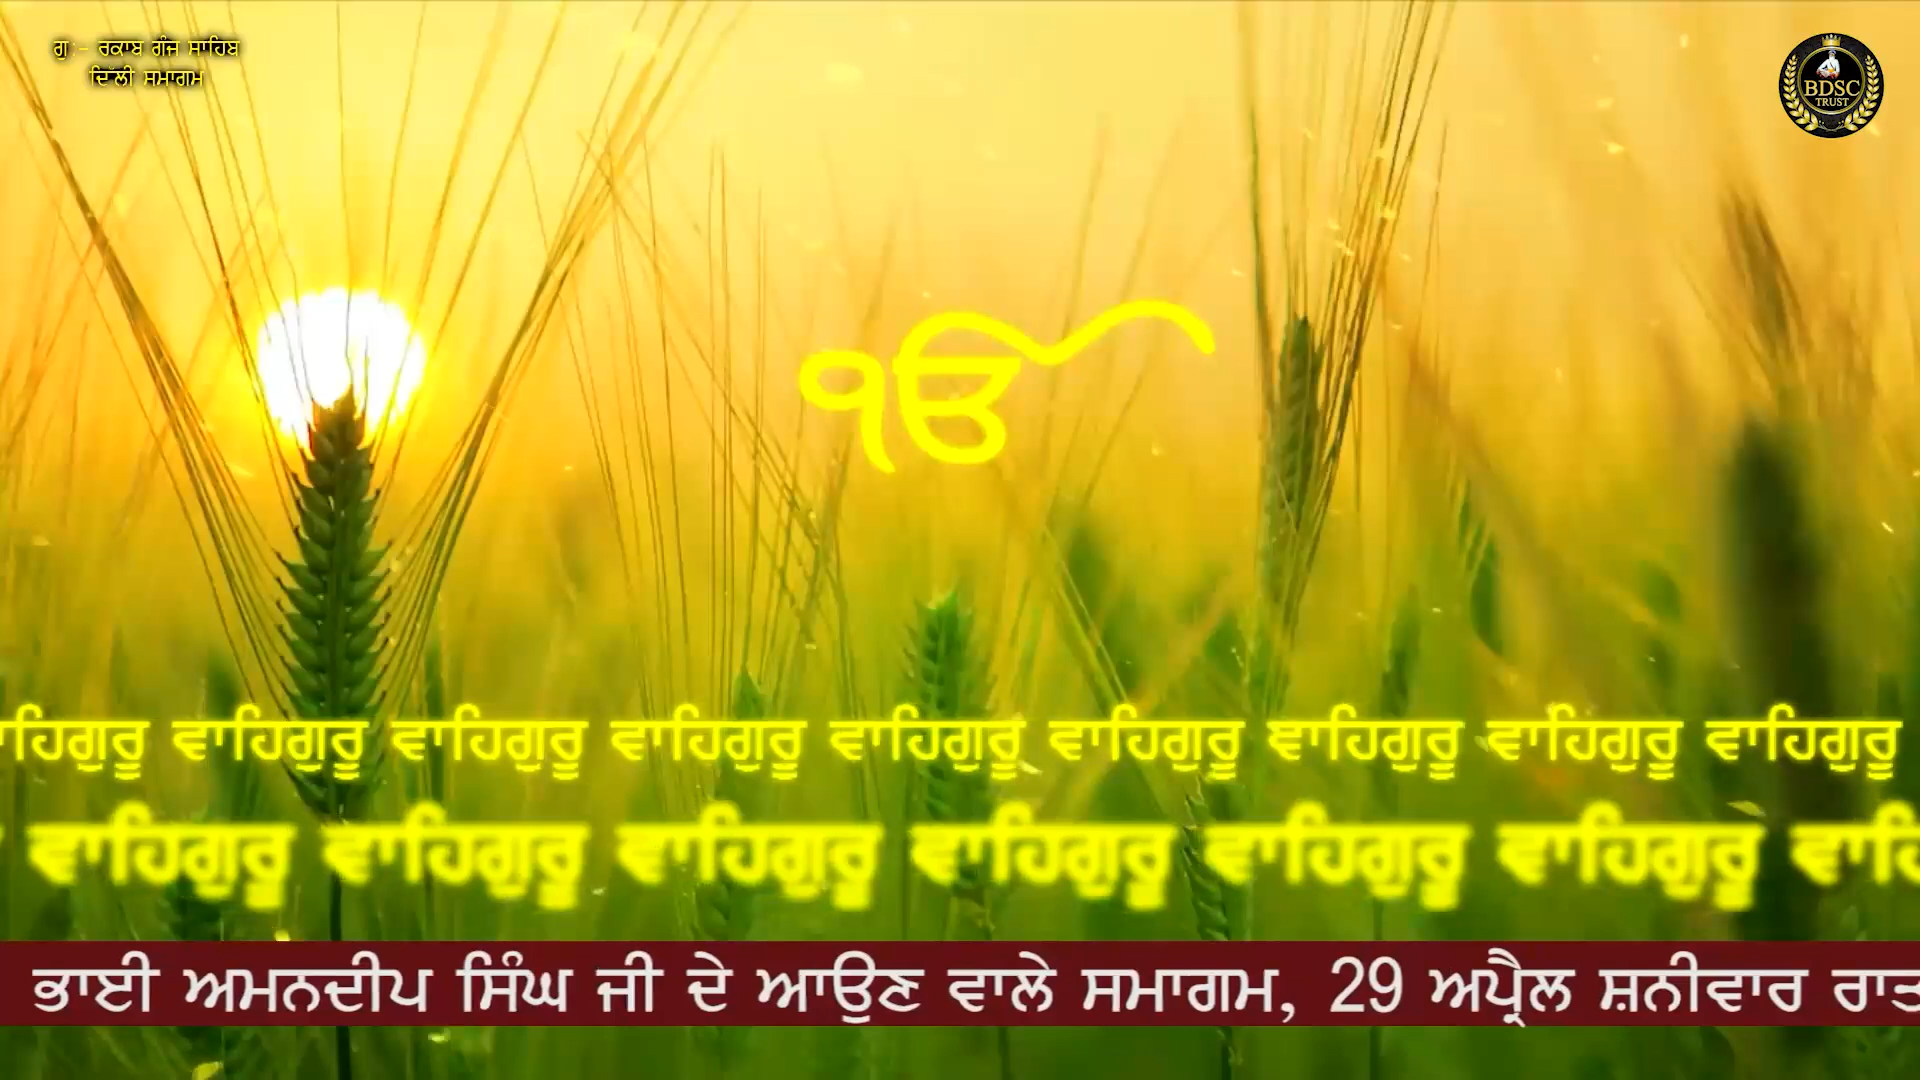 ਗੁ:- ਰਕਾਬ ਗੰਜ ਸਾਹਿਬ
ਦਿੱਲੀ ਸਮਾਗਮ
BDSC
TRUST
ੴ
ਵਾਹਿਗੁਰੂ ਵਾਹਿਗੁਰੂ ਵਾਹਿਗੁਰੂ ਵਾਹਿਗੁਰੂ ਵਾਹਿਗੁਰੂ ਵਾਹਿਗੁਰੂ ਵਾਹਿਗੁਰੂ ਵਾਹਿਗੁਰੂ
ਵਾਹਿਗੁਰੂ ਵਾਹਿਗੁਰੂ ਵਾਹਿਗੁਰੂ ਵਾਹਿਗੁਰੂ ਵਾਹਿਗੁਰੂ ਵਾਹਿਗੁਰੂ
ਭਾਈ ਅਮਨਦੀਪ ਸਿੰਘ ਜੀ ਦੇ ਆਉਣ ਵਾਲੇ ਸਮਾਗਮ, 29 ਅਪ੍ਰੈਲ ਸ਼ਨੀਵਾਰ ਰਾਤ